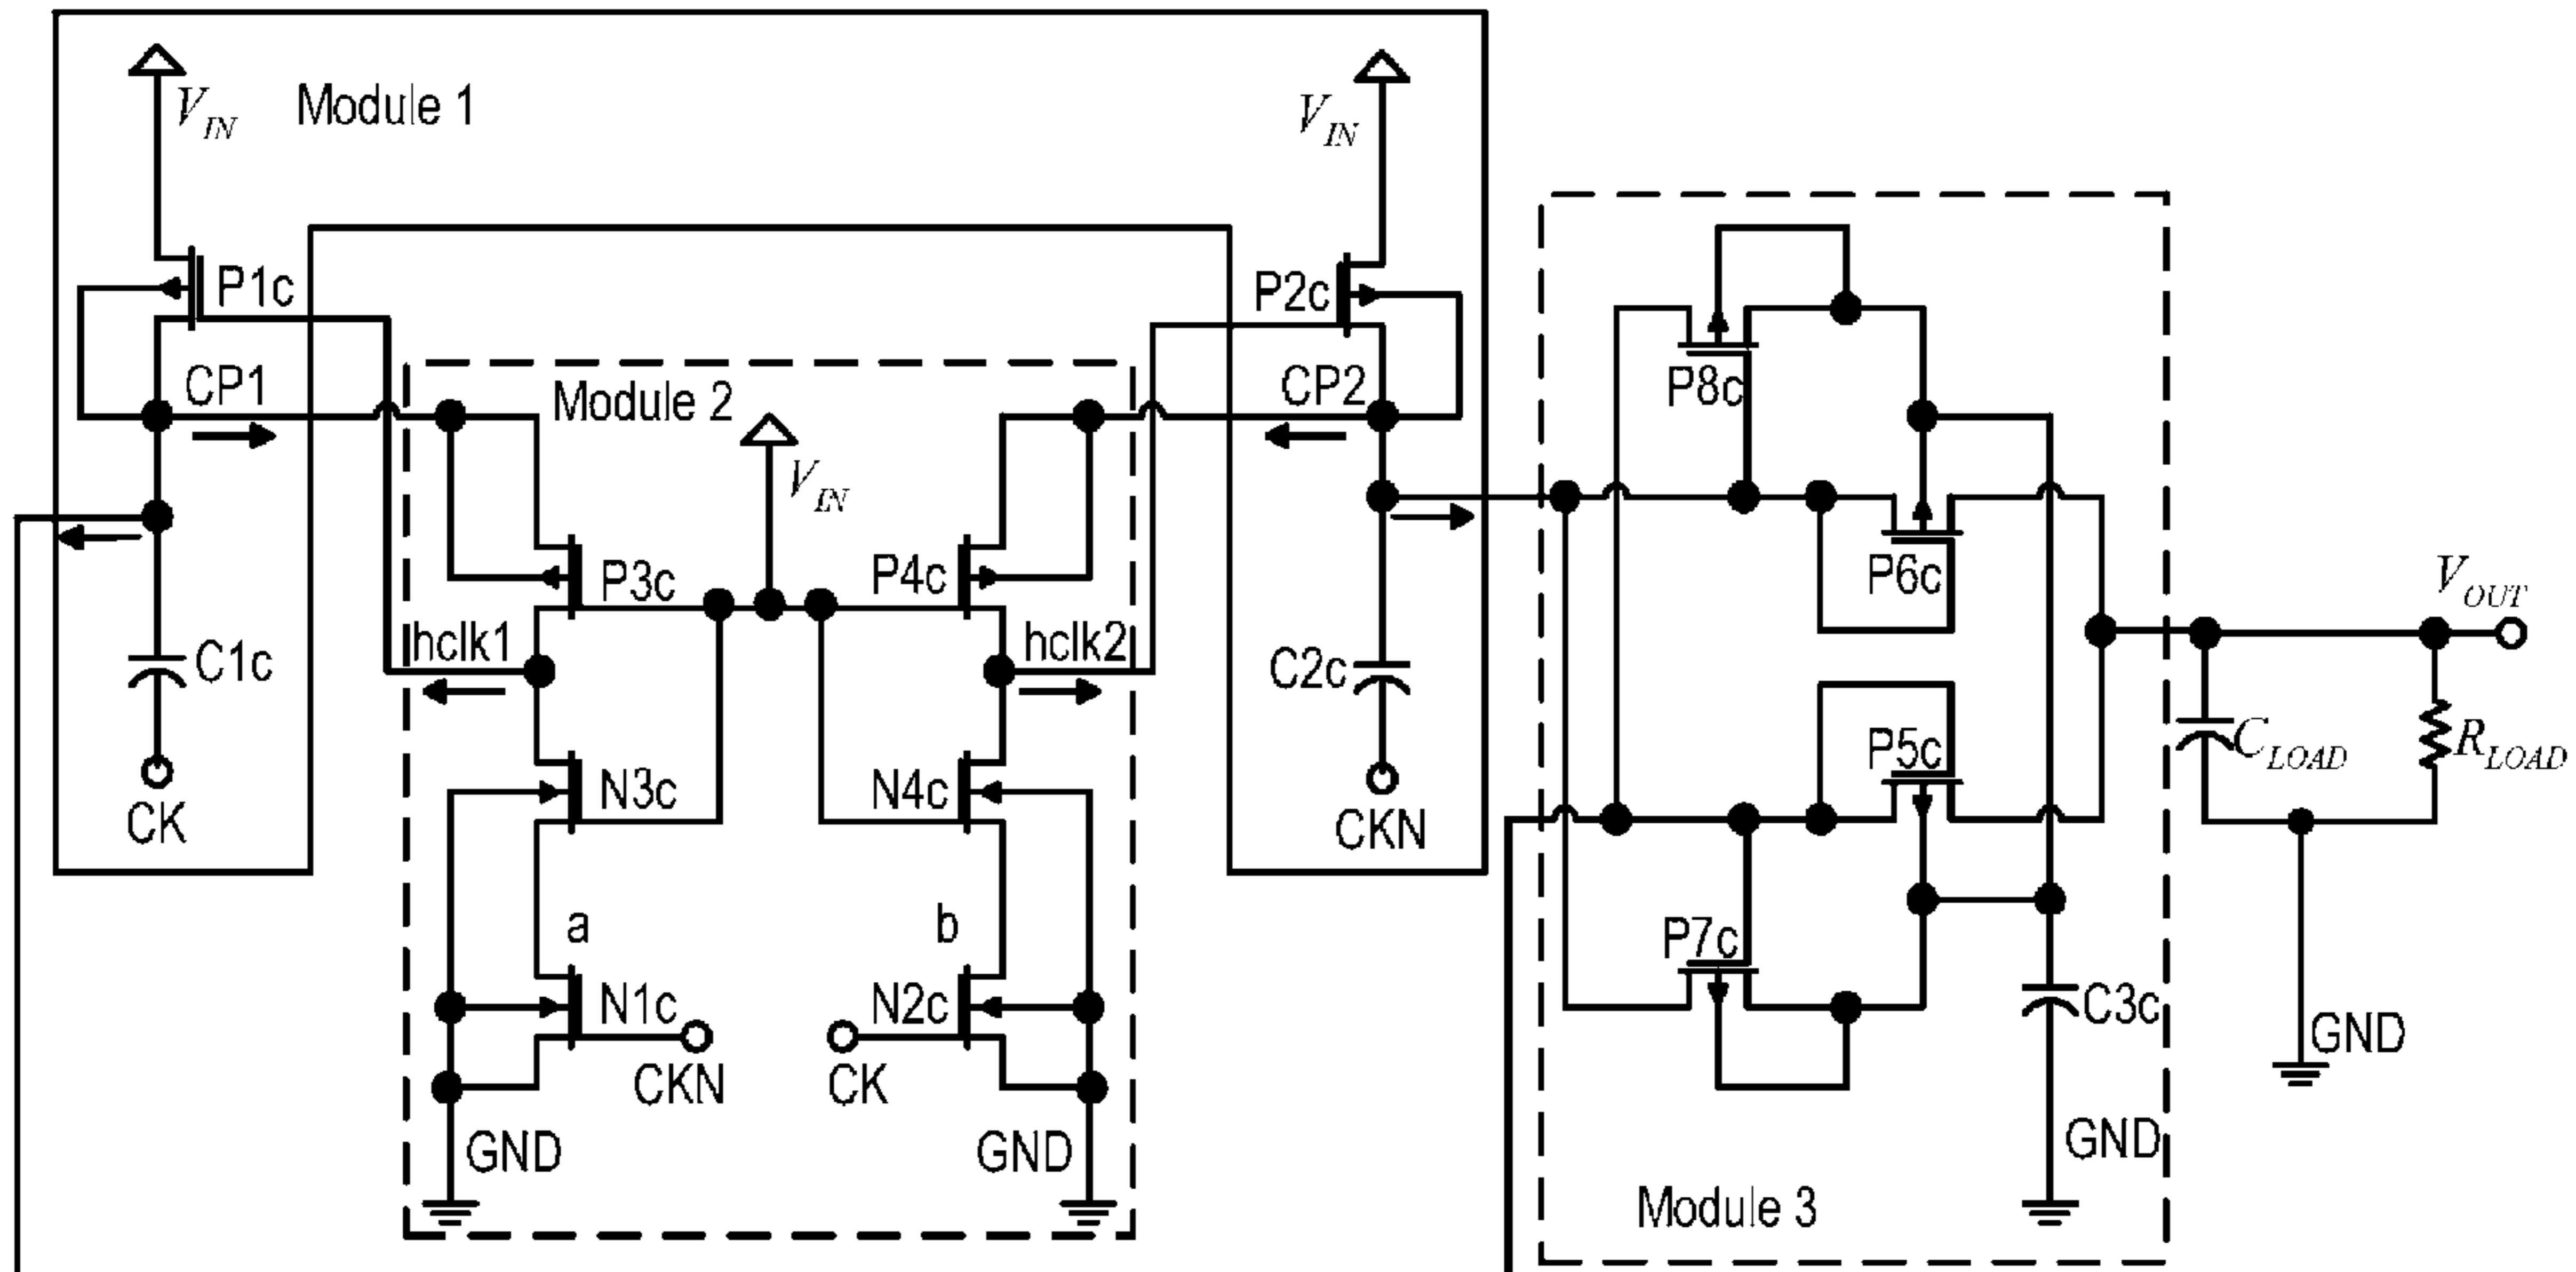 V_IN
Module 1
V_IN
P1c
P2c
CP1
CP2
Module 2
V_IN
P8c
P3c
P4c
P6c
hclk1
hclk2
V_OUT
C1c
C2c
P5c
C_LOAD
R_LOAD
N3c
N4c
CK
CKN
a
b
P7c
N1c
N2c
C3c
CKN
CK
GND
GND
GND
GND
Module 3